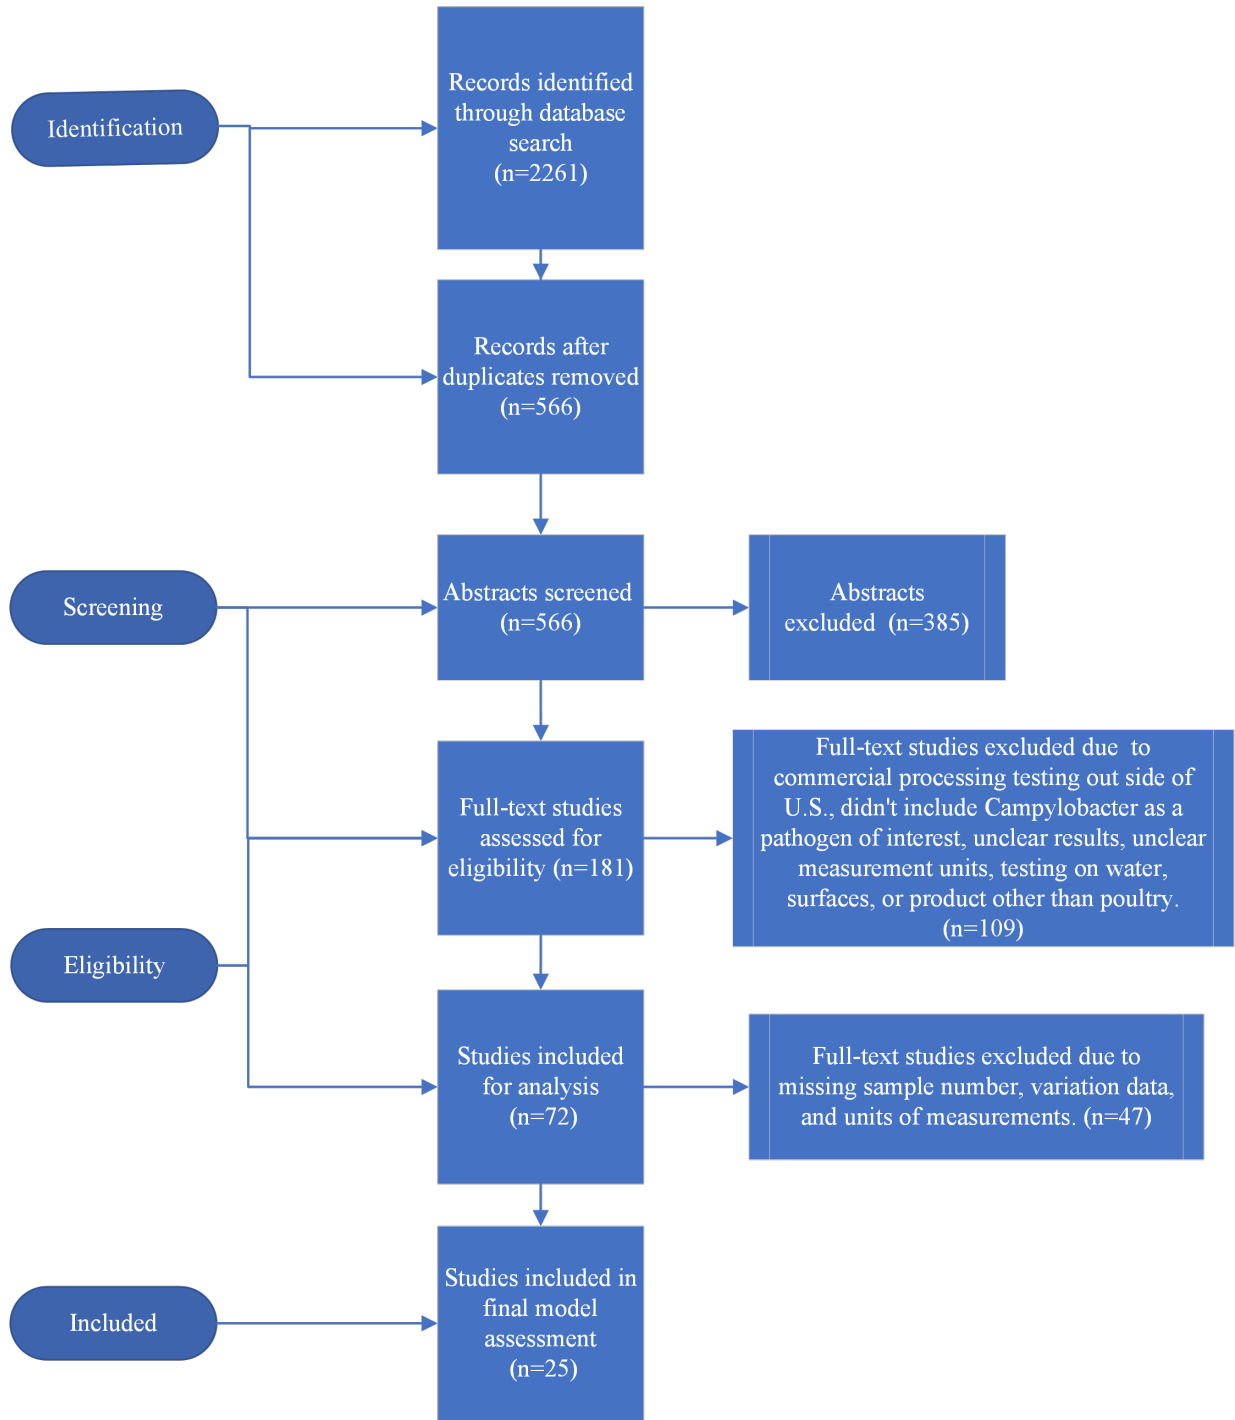 Identification
Records identified
through database
search
(n=2261)
Records after
duplicates removed
(n=566)
Screening
Abstracts screened
(n=566)
Abstracts
excluded (n=385)
Full-text studies
assessed for
eligibility (n=181)
Full-text studies excluded due to
commercial processing testing out side of
U.S., didn't include Campylobacter as a
pathogen of interest, unclear results, unclear
measurement units, testing on water,
surfaces, or product other than poultry.
(n=109)
Eligibility
Studies included
for analysis
(n=72)
Full-text studies excluded due to
missing sample number, variation data,
and units of measurements. (n=47)
Included
Studies included in
final model
assessment
(n=25)